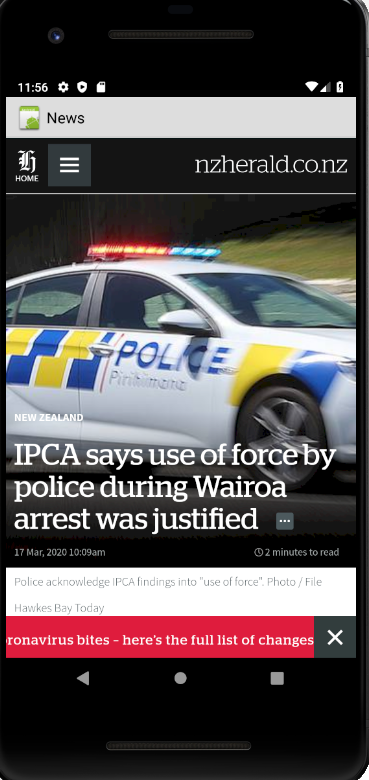 11:56
News
HOME
nzherald.co.nz
POLICE
Pirihimana
NEW ZEALAND
IPCA says use of force by
police during Wairoa
arrest was justified
17 Mar, 2020 10:09am
2 minutes to read
Police acknowledge IPCA findings into "use of force". Photo / File
Hawkes Bay Today
ronavirus bites – here's the full list of changes